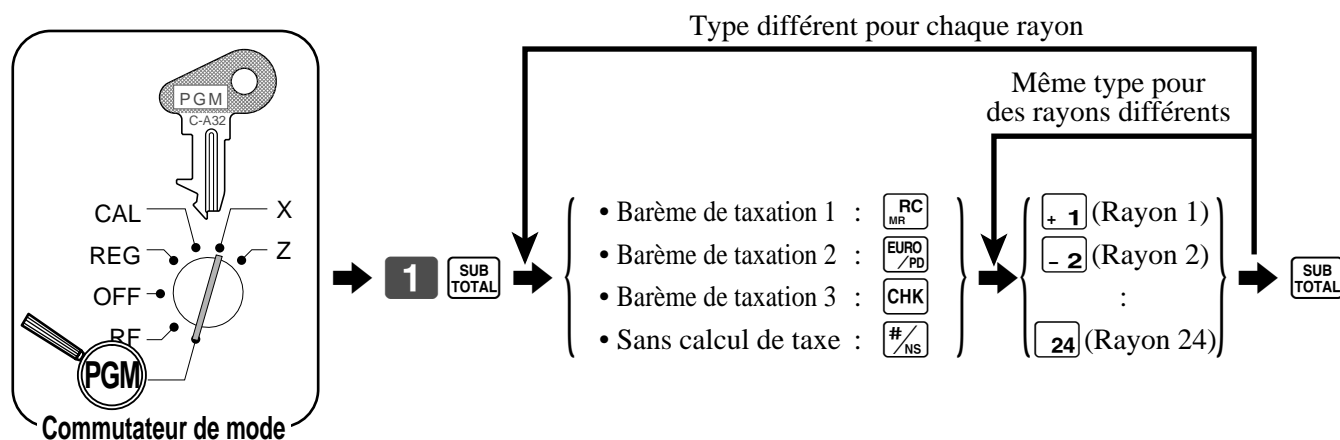 Type différent pour chaque rayon
Même type pour
des rayons différents
PGM
C-A32
CAL
X
REG
Z
OFF
RF
PGM
Commutateur de mode
1
SUB
TOTAL
• Barème de taxation 1 : RC
MR
• Barème de taxation 2 : EURO
/PD
• Barème de taxation 3 : CHK
• Sans calcul de taxe : #/NS
+ 1 (Rayon 1)
- 2 (Rayon 2)
:
24 (Rayon 24)
SUB
TOTAL